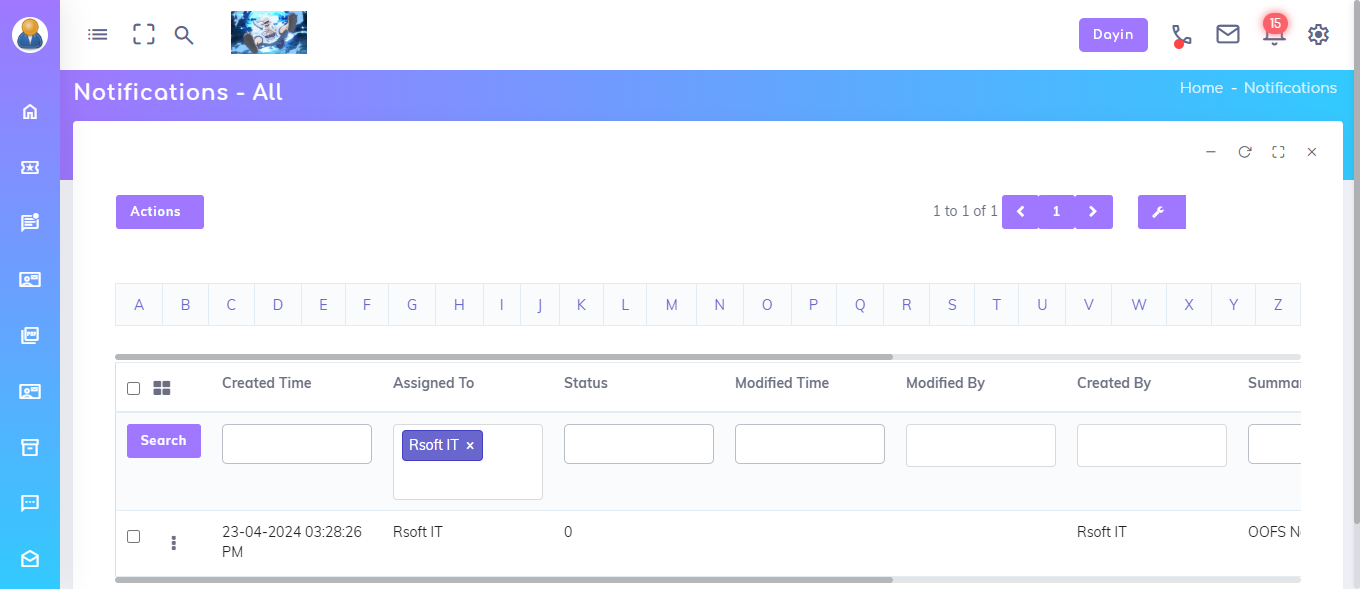 Dayin
15
Notifications - All
Home - Notifications
Actions
1 to 1 of 1
1
A B C D E F G H I J K L M N O P Q R S T U V W X Y Z
Created Time Assigned To Status Modified Time Modified By Created By Summar
Search Rsoft IT ×
23-04-2024 03:28:26 Rsoft IT 0 Rsoft IT OOFS N
PM